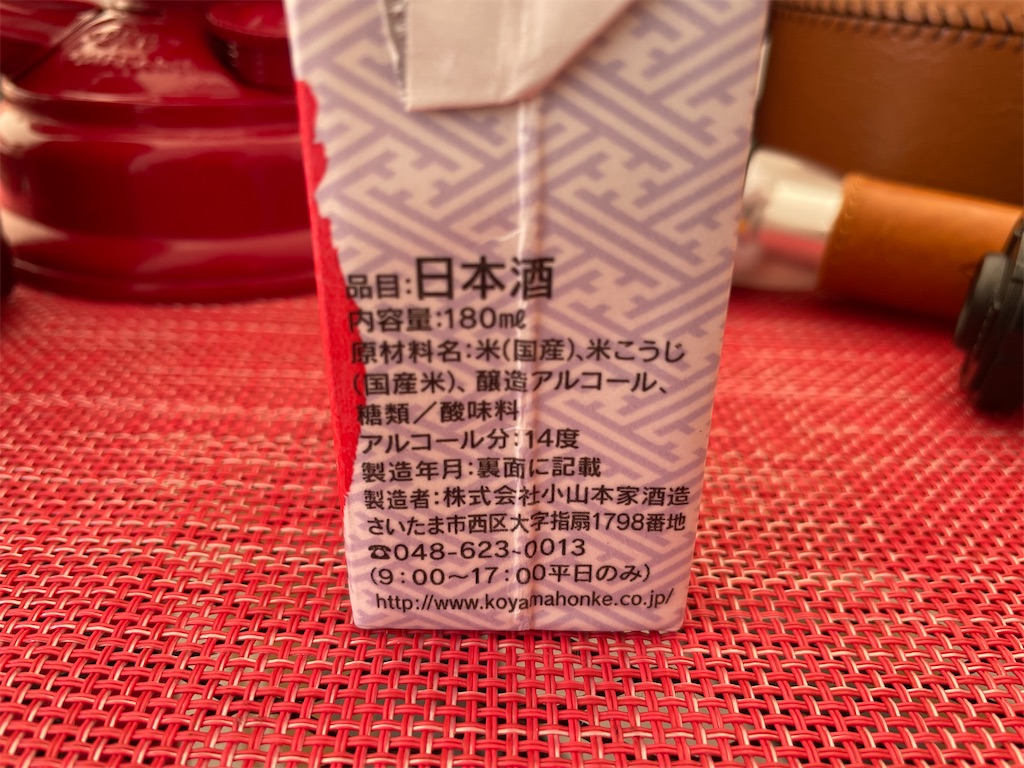 品目:日本酒
内容量:180㎖
原材料名:米(国産)、米こうじ
(国産米)、醸造アルコール、
糖類/酸味料
アルコール分:14度
製造年月:裏面に記載
製造者:株式会社小山本家酒造
さいたま市西区大字指扇1798番地
☎048-623-0013
(9:00〜17:00平日のみ)
http://www.koyamahonke.co.jp/